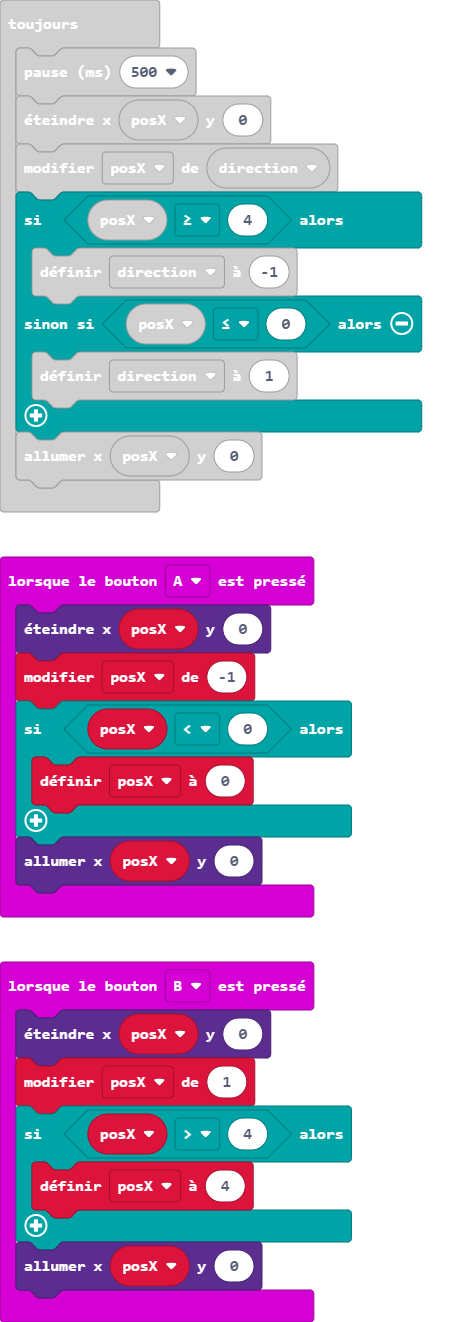 toujours
pause (ms) 500
éteindre x posX y 0
modifier posX de direction
si posX ≥ 4 alors
définir direction à -1
sinon si posX ≤ 0 alors
définir direction à 1
allumer x posX y 0
lorsque le bouton A est pressé
éteindre x posX y 0
modifier posX de -1
si posX < 0 alors
définir posX à 0
allumer x posX y 0
lorsque le bouton B est pressé
éteindre x posX y 0
modifier posX de 1
si posX > 4 alors
définir posX à 4
allumer x posX y 0